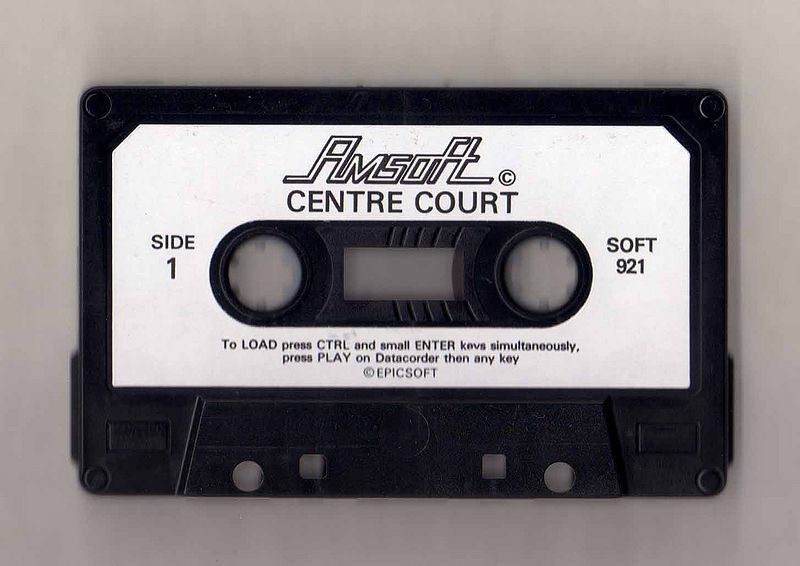 Amsoft ©
CENTRE COURT
SIDE
1
SOFT
921
To LOAD press CTRL and small ENTER kevs simultaneously,
press PLAY on Datacorder then any key
©EPICSOFT